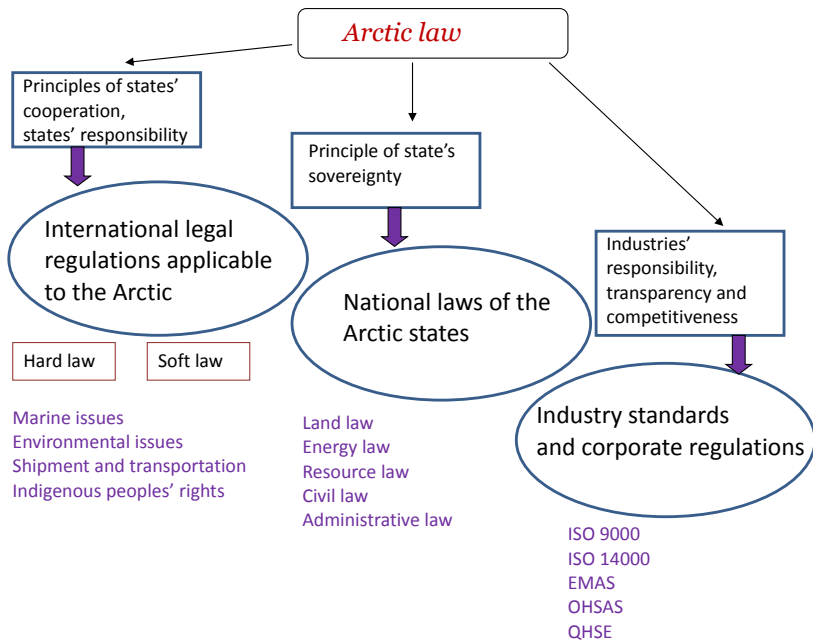 Arctic law
Principles of states’
cooperation,
states’ responsibility
Principle of state’s
sovereignty
Industries’
responsibility,
transparency and
competitiveness
International legal
regulations applicable
to the Arctic
National laws of the
Arctic states
Industry standards
and corporate regulations
Hard law
Soft law
Marine issues
Environmental issues
Shipment and transportation
Indigenous peoples’ rights
Land law
Energy law
Resource law
Civil law
Administrative law
ISO 9000
ISO 14000
EMAS
OHSAS
QHSE